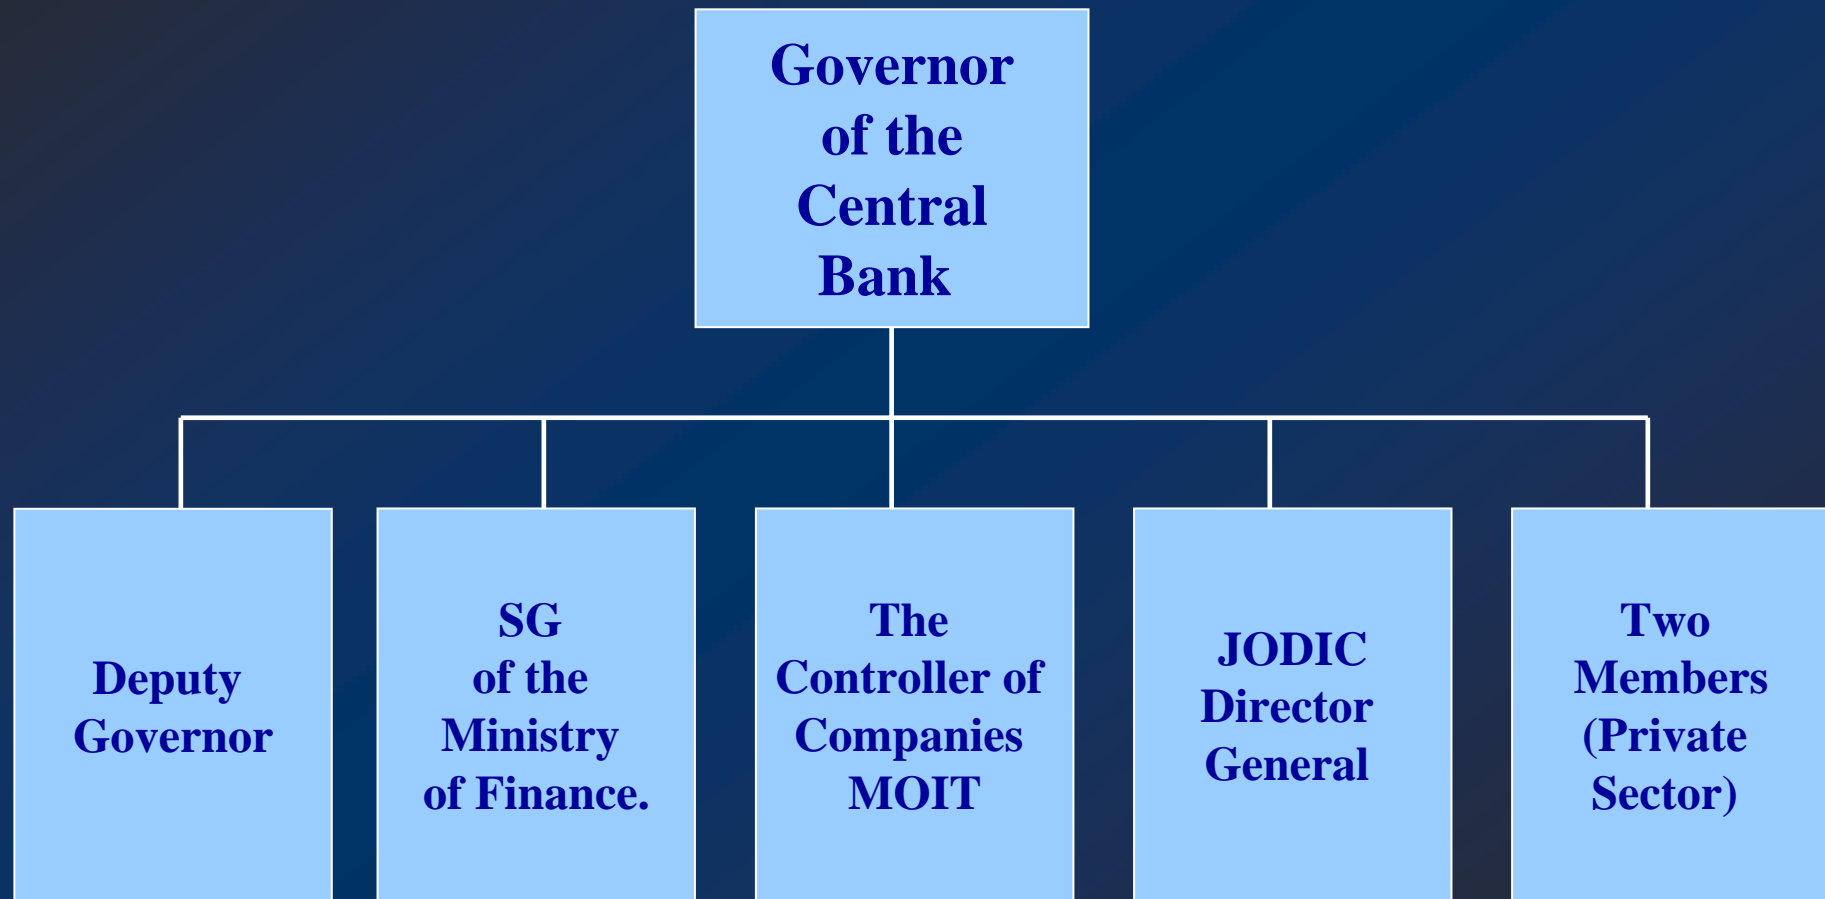 Governor
of the
Central
Bank
Deputy
Governor
SG
of the
Ministry
of Finance.
The
Controller of
Companies
MOIT
JODIC
Director
General
Two
Members
(Private
Sector)